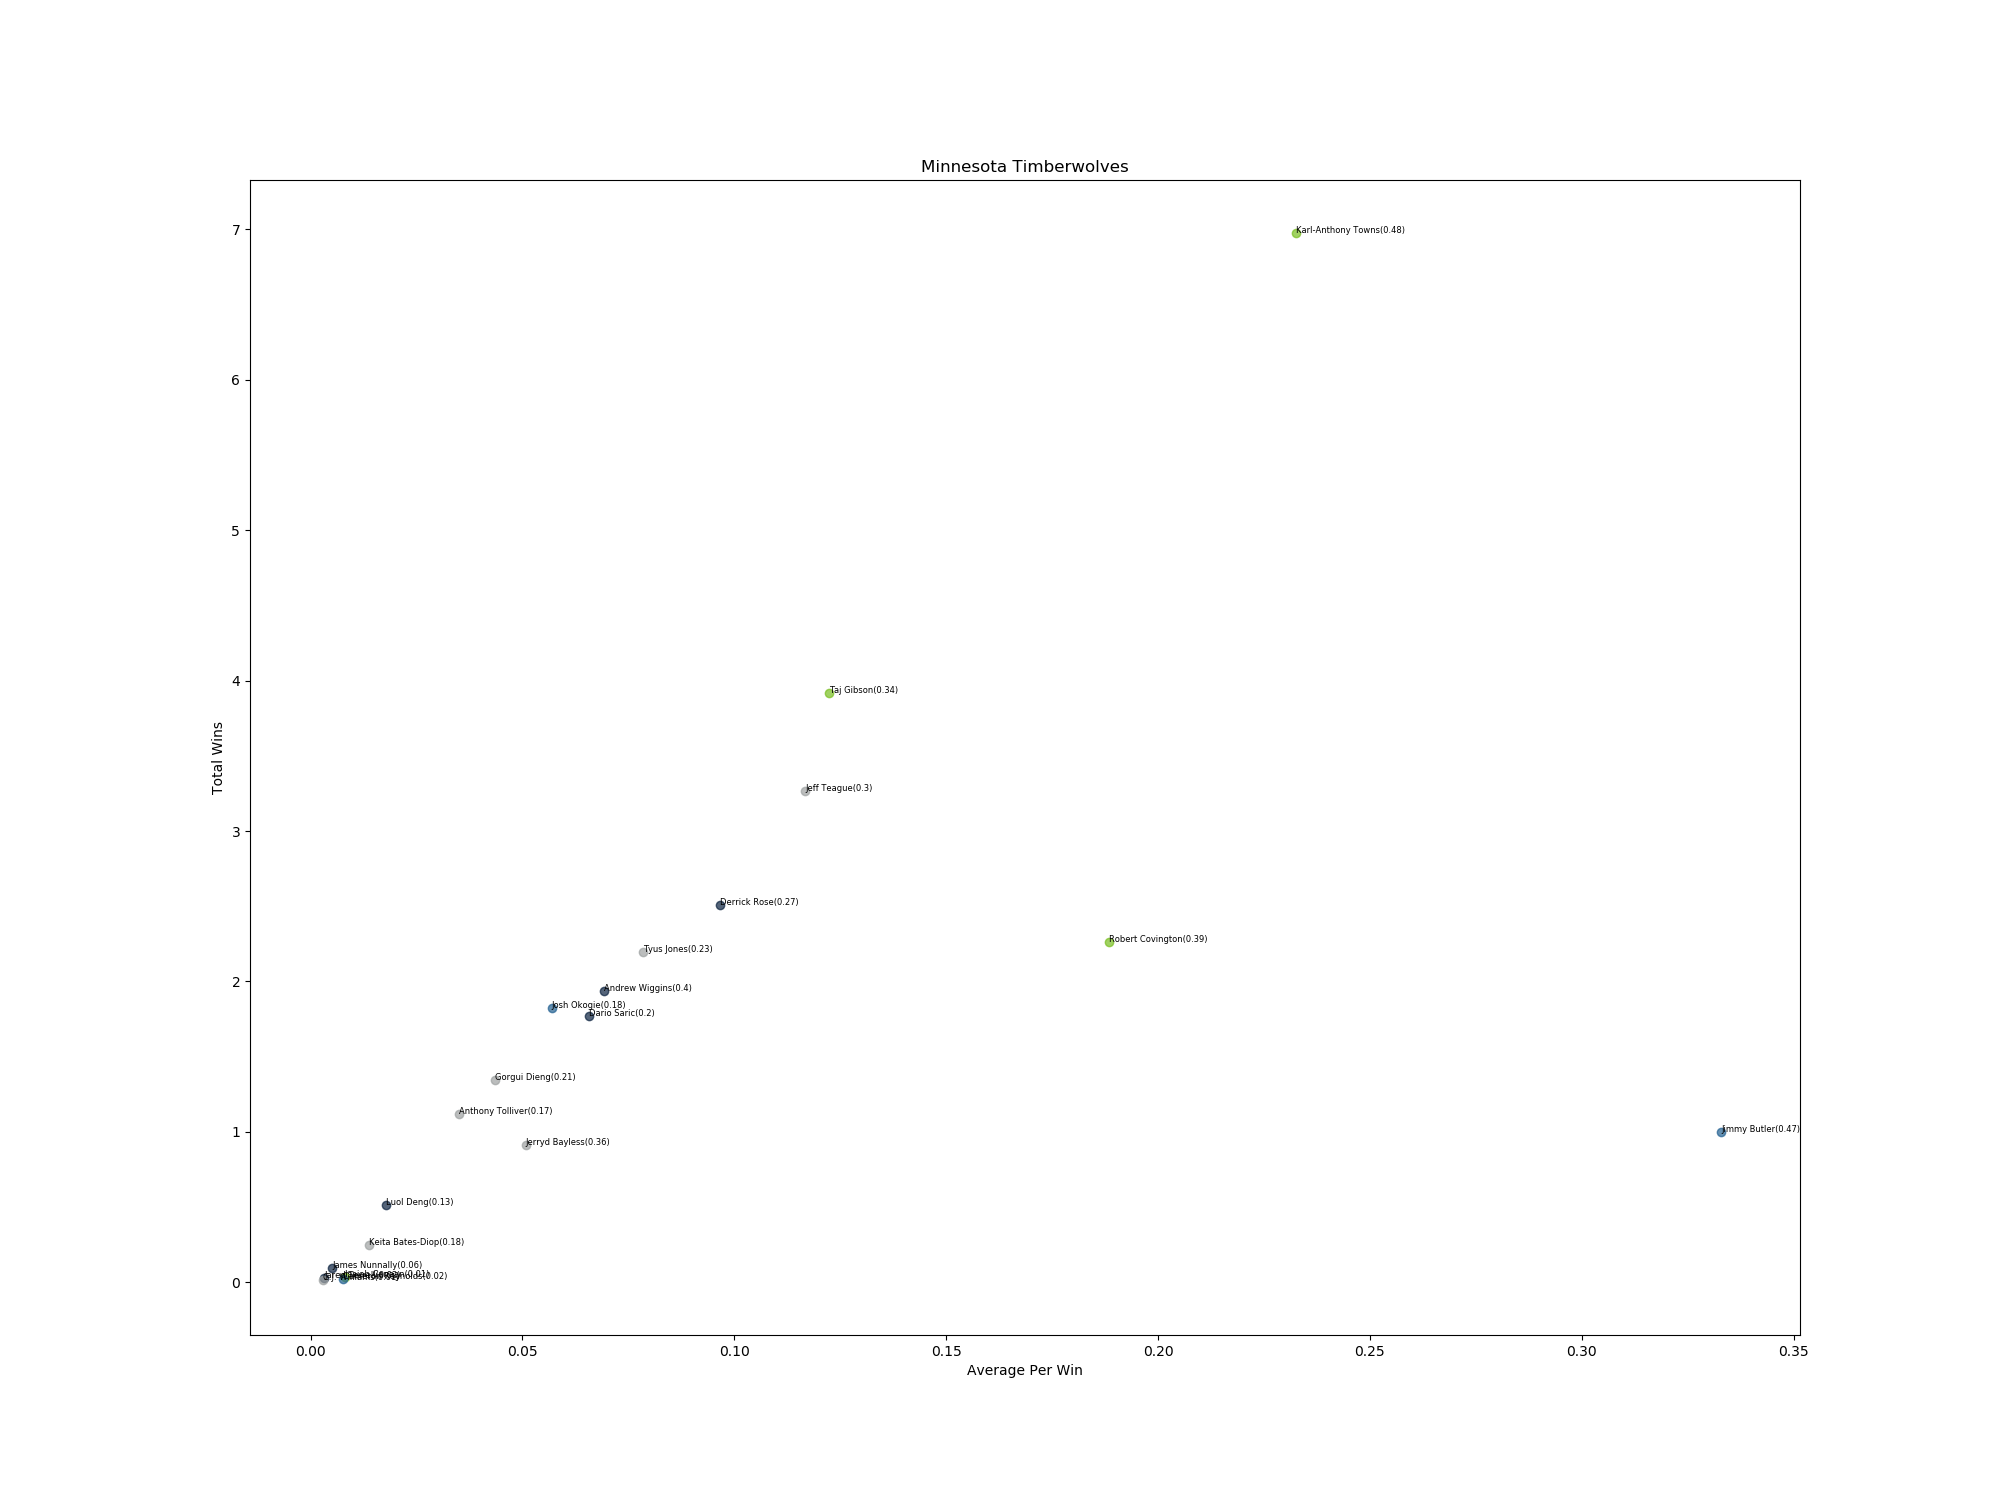 Minnesota Timberwolves
7
Karl-Anthony Towns(0.48)
6
5
4
Taj Gibson(0.34)
Jeff Teague(0.3)
Total Wins
3
Derrick Rose(0.27)
Robert Covington(0.39)
Tyus Jones(0.23)
2
Andrew Wiggins(0.4)
Josh Okogie(0.18)
Dario Saric(0.2)
Gorgui Dieng(0.21)
Anthony Tolliver(0.17)
Jerryd Bayless(0.36)
1
Jimmy Butler(0.47)
Luol Deng(0.13)
Keita Bates-Diop(0.18)
James Nunnally(0.06)
0
0.00 0.05 0.10 0.15 0.20 0.25 0.30 0.35
Average Per Win